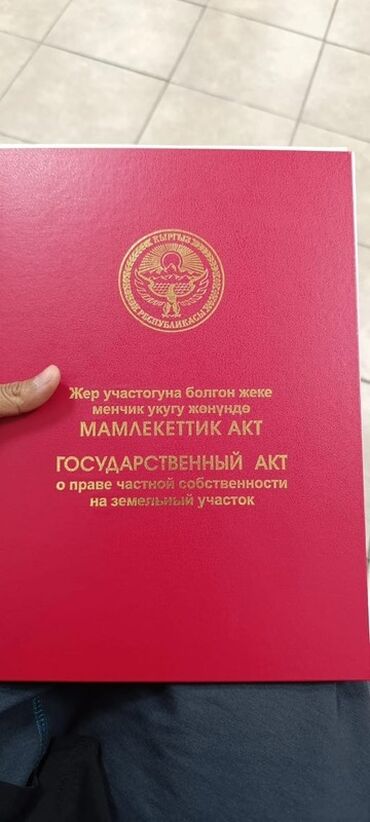 КЫРГЫЗ
РЕСПУБЛИКАСЫ
Жер участогуна болгон жеке
менчик укугу жөнүндө
МАМЛЕКЕТТИК АКТ
ГОСУДАРСТВЕННЫЙ АКТ
о праве частной собственности
на земельный участок